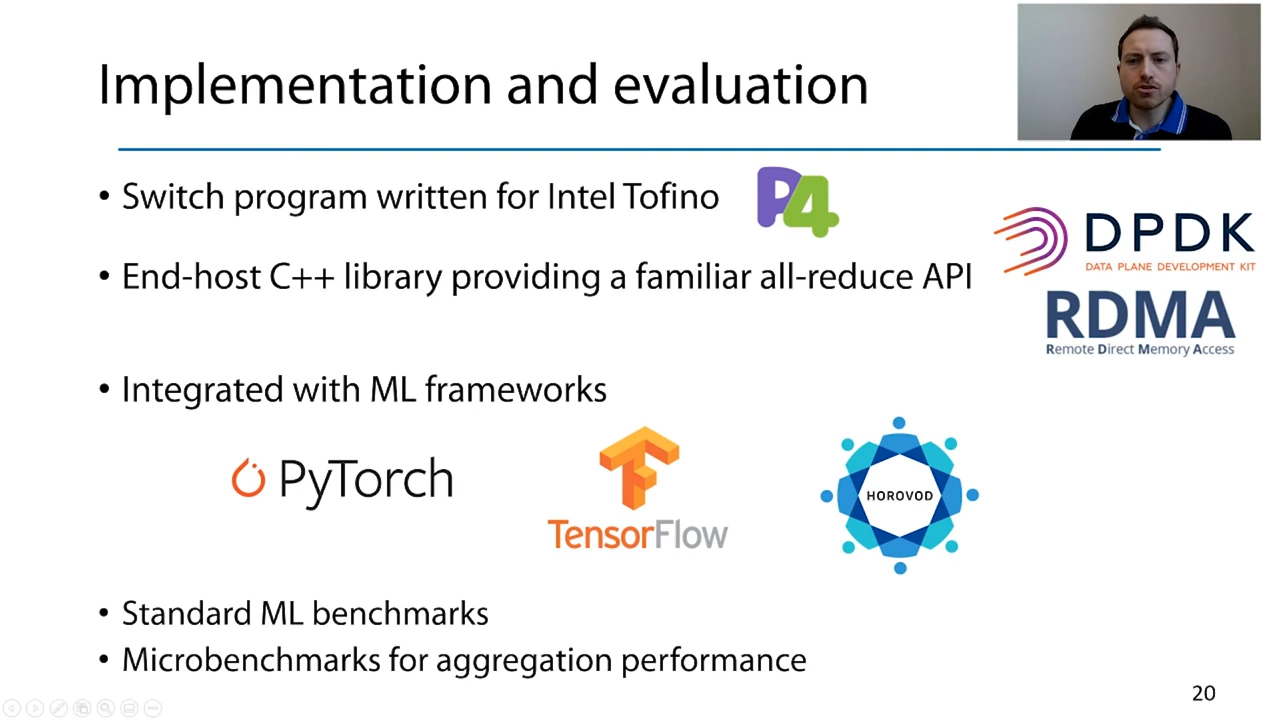 Implementation and evaluation
• Switch program written for Intel Tofino
P4
DPDK
DATA PLANE DEVELOPMENT KIT
• End-host C++ library providing a familiar all-reduce API
RDMA
Remote Direct Memory Access
• Integrated with ML frameworks
PyTorch
TensorFlow
HOROVOD
• Standard ML benchmarks
• Microbenchmarks for aggregation performance
20